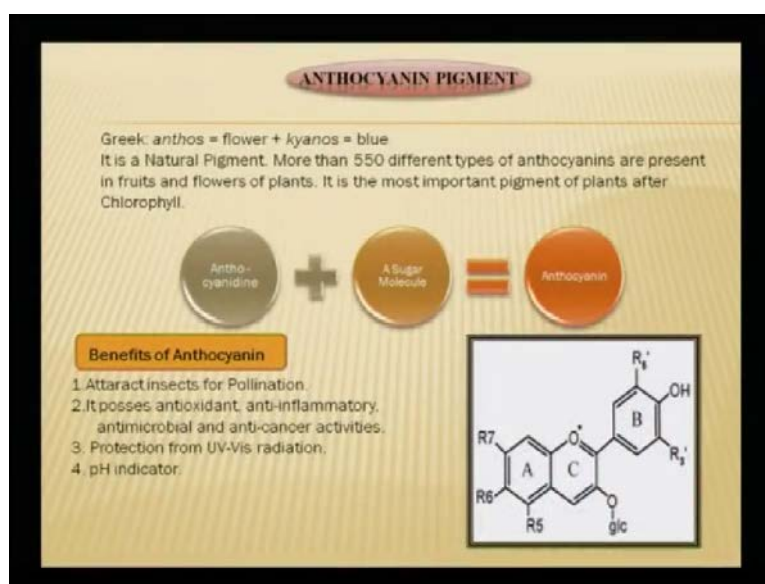 ANTHOCYANIN PIGMENT
Greek: anthos = flower + kyanos = blue
It is a Natural Pigment. More than 550 different types of anthocyanins are present
in fruits and flowers of plants. It is the most important pigment of plants after
Chlorophyll.
Antho-
cyanidine
A Sugar
Molecule
Anthocyanin
Benefits of Anthocyanin
1.Attaract insects for Pollination.
2.It posses antioxidant, anti-inflammatory,
antimicrobial and anti-cancer activities.
3. Protection from UV-Vis radiation.
4. pH indicator.
R5'
OH
B
R3'
R7
O+
A
C
R6
O
R5
glc